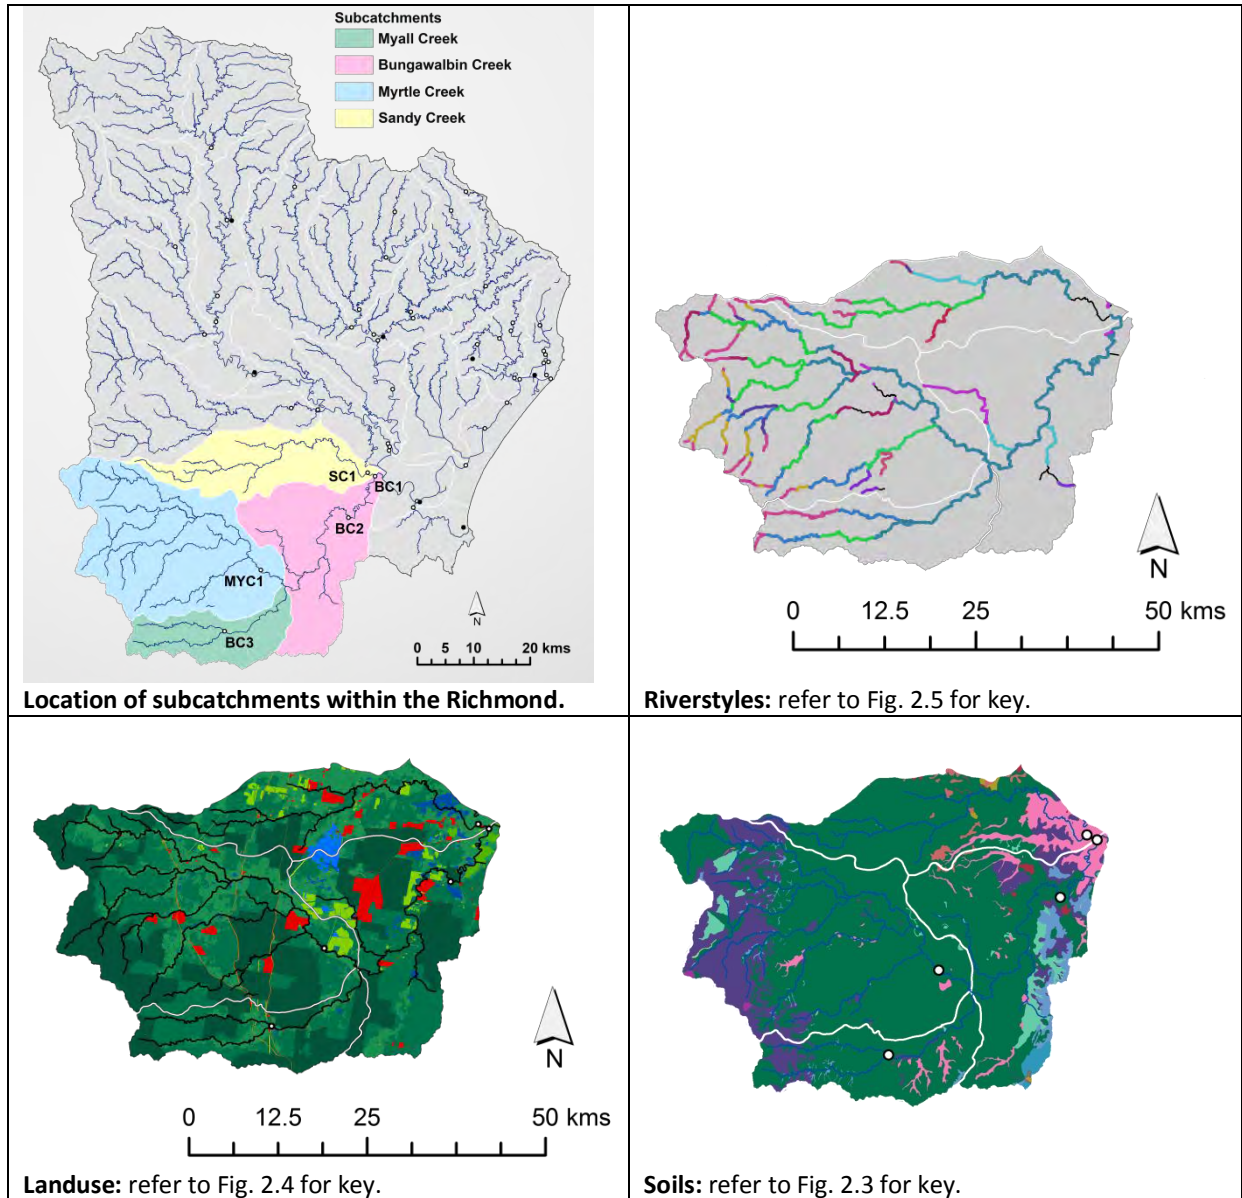 Subcatchments
Myall Creek
Bungawalbin Creek
Myrtle Creek
Sandy Creek
SC1
BC1
BC2
MYC1
BC3
N
0 5 10 20 kms
Location of subcatchments within the Richmond.
N
0 12.5 25 50 kms
Riverstyles: refer to Fig. 2.5 for key.
N
0 12.5 25 50 kms
Landuse: refer to Fig. 2.4 for key.
Soils: refer to Fig. 2.3 for key.